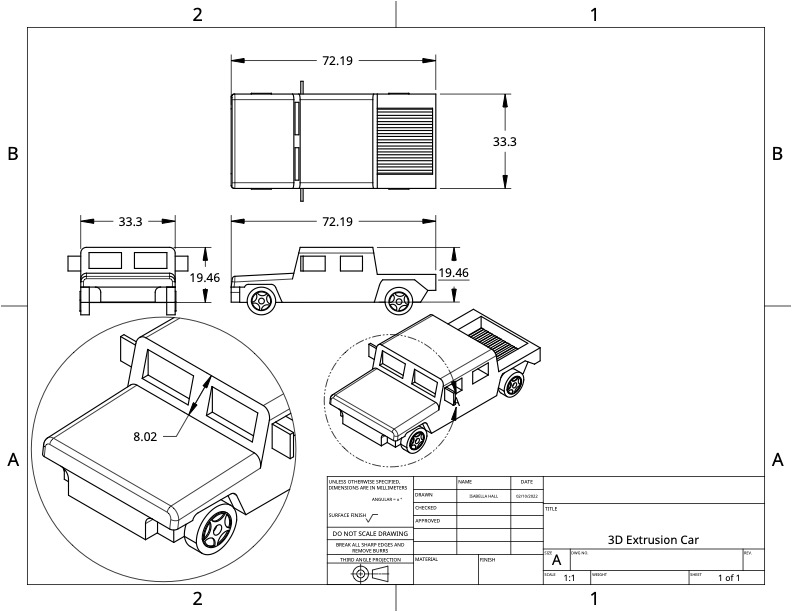 2
1
72.19
B
33.3
B
33.3
72.19
19.46
19.46
8.02
A
A
A
UNLESS OTHERWISE SPECIFIED,
DIMENSIONS ARE IN MILLIMETERS
ANGULAR = ± °
SURFACE FINISH
DO NOT SCALE DRAWING
BREAK ALL SHARP EDGES AND
REMOVE BURRS
THIRD ANGLE PROJECTION
NAME
DATE
DRAWN
ISABELLA HALL
02/10/2022
CHECKED
APPROVED
MATERIAL
FINISH
TITLE
3D Extrusion Car
SIZE
A
DWG NO.
REV.
SCALE
1:1
WEIGHT
SHEET
1 of 1
2
1